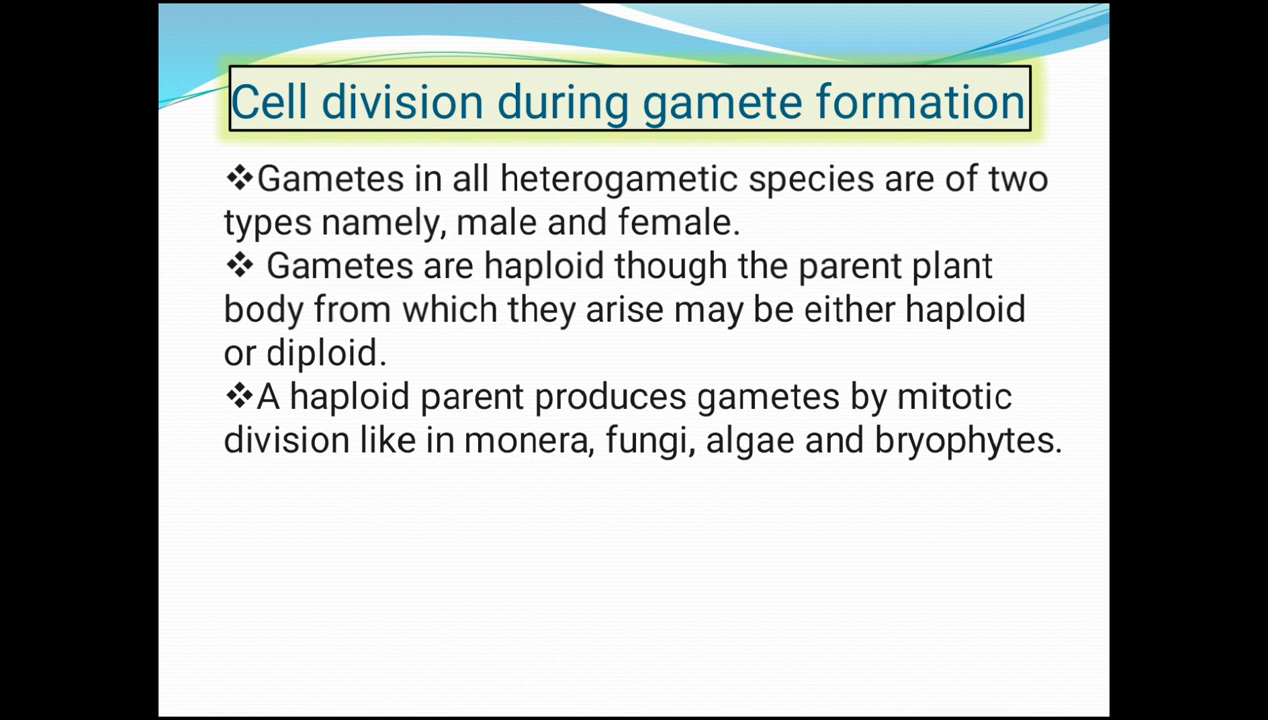 Cell division during gamete formation
❖Gametes in all heterogametic species are of two
types namely, male and female.
❖ Gametes are haploid though the parent plant
body from which they arise may be either haploid
or diploid.
❖A haploid parent produces gametes by mitotic
division like in monera, fungi, algae and bryophytes.